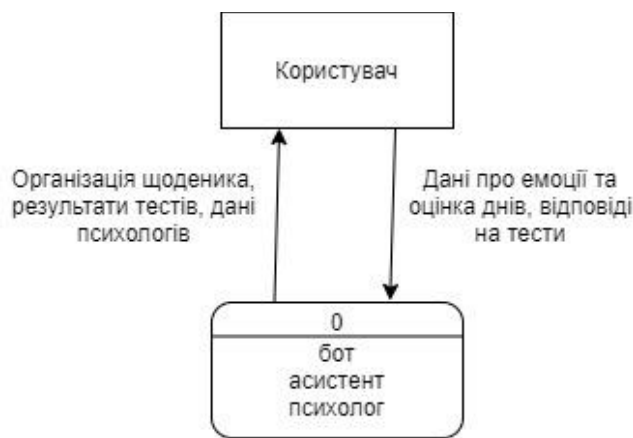 Користувач
Організація щоденика,
результати тестів, дані
психологів
Дані про емоції та
оцінка днів, відповіді
на тести
0
бот
асистент
психолог